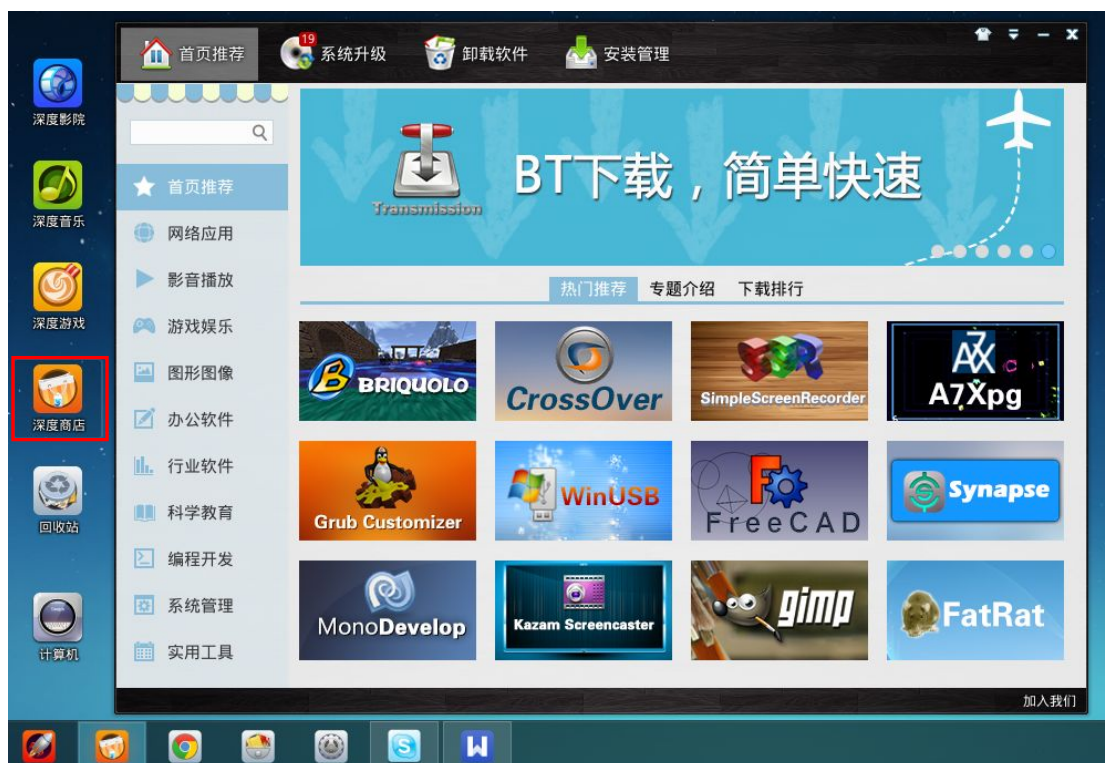 首页推荐
19
系统升级
卸载软件
安装管理
深度影院
深度音乐
深度游戏
深度商店
回收站
计算机
首页推荐
网络应用
影音播放
游戏娱乐
图形图像
办公软件
行业软件
科学教育
编程开发
系统管理
实用工具
Transmission
BT下载，简单快速
热门推荐 专题介绍 下载排行
BRIQUOLO
CrossOver
SSR
SimpleScreenRecorder
A7X
A7Xpg
Grub Customizer
WinUSB
FreeCAD
Synapse
MonoDevelop
Kazam Screencaster
gimp
FatRat
加入我们